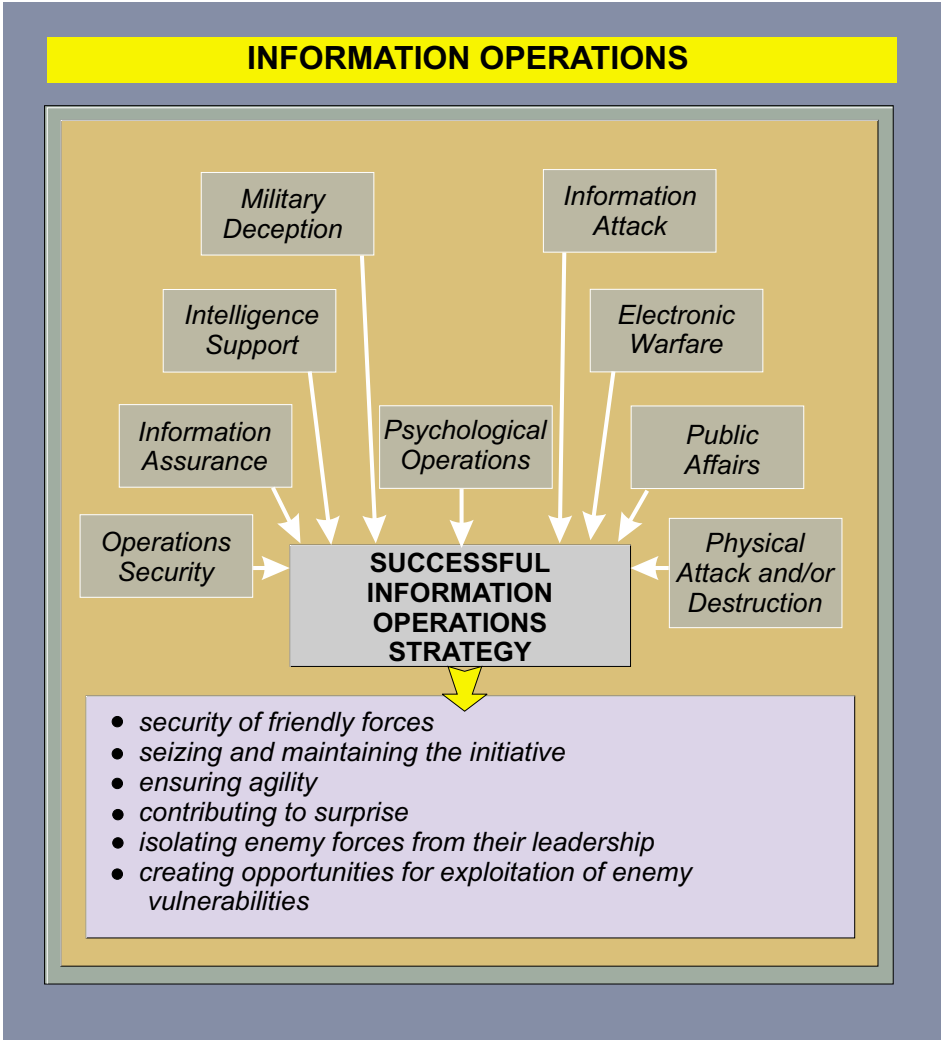 INFORMATION OPERATIONS
Military
Deception
Information
Attack
Intelligence
Support
Electronic
Warfare
Information
Assurance
Psychological
Operations
Public
Affairs
Operations
Security
SUCCESSFUL
INFORMATION
OPERATIONS
STRATEGY
Physical
Attack and/or
Destruction
• security of friendly forces
• seizing and maintaining the initiative
• ensuring agility
• contributing to surprise
• isolating enemy forces from their leadership
• creating opportunities for exploitation of enemy
vulnerabilities